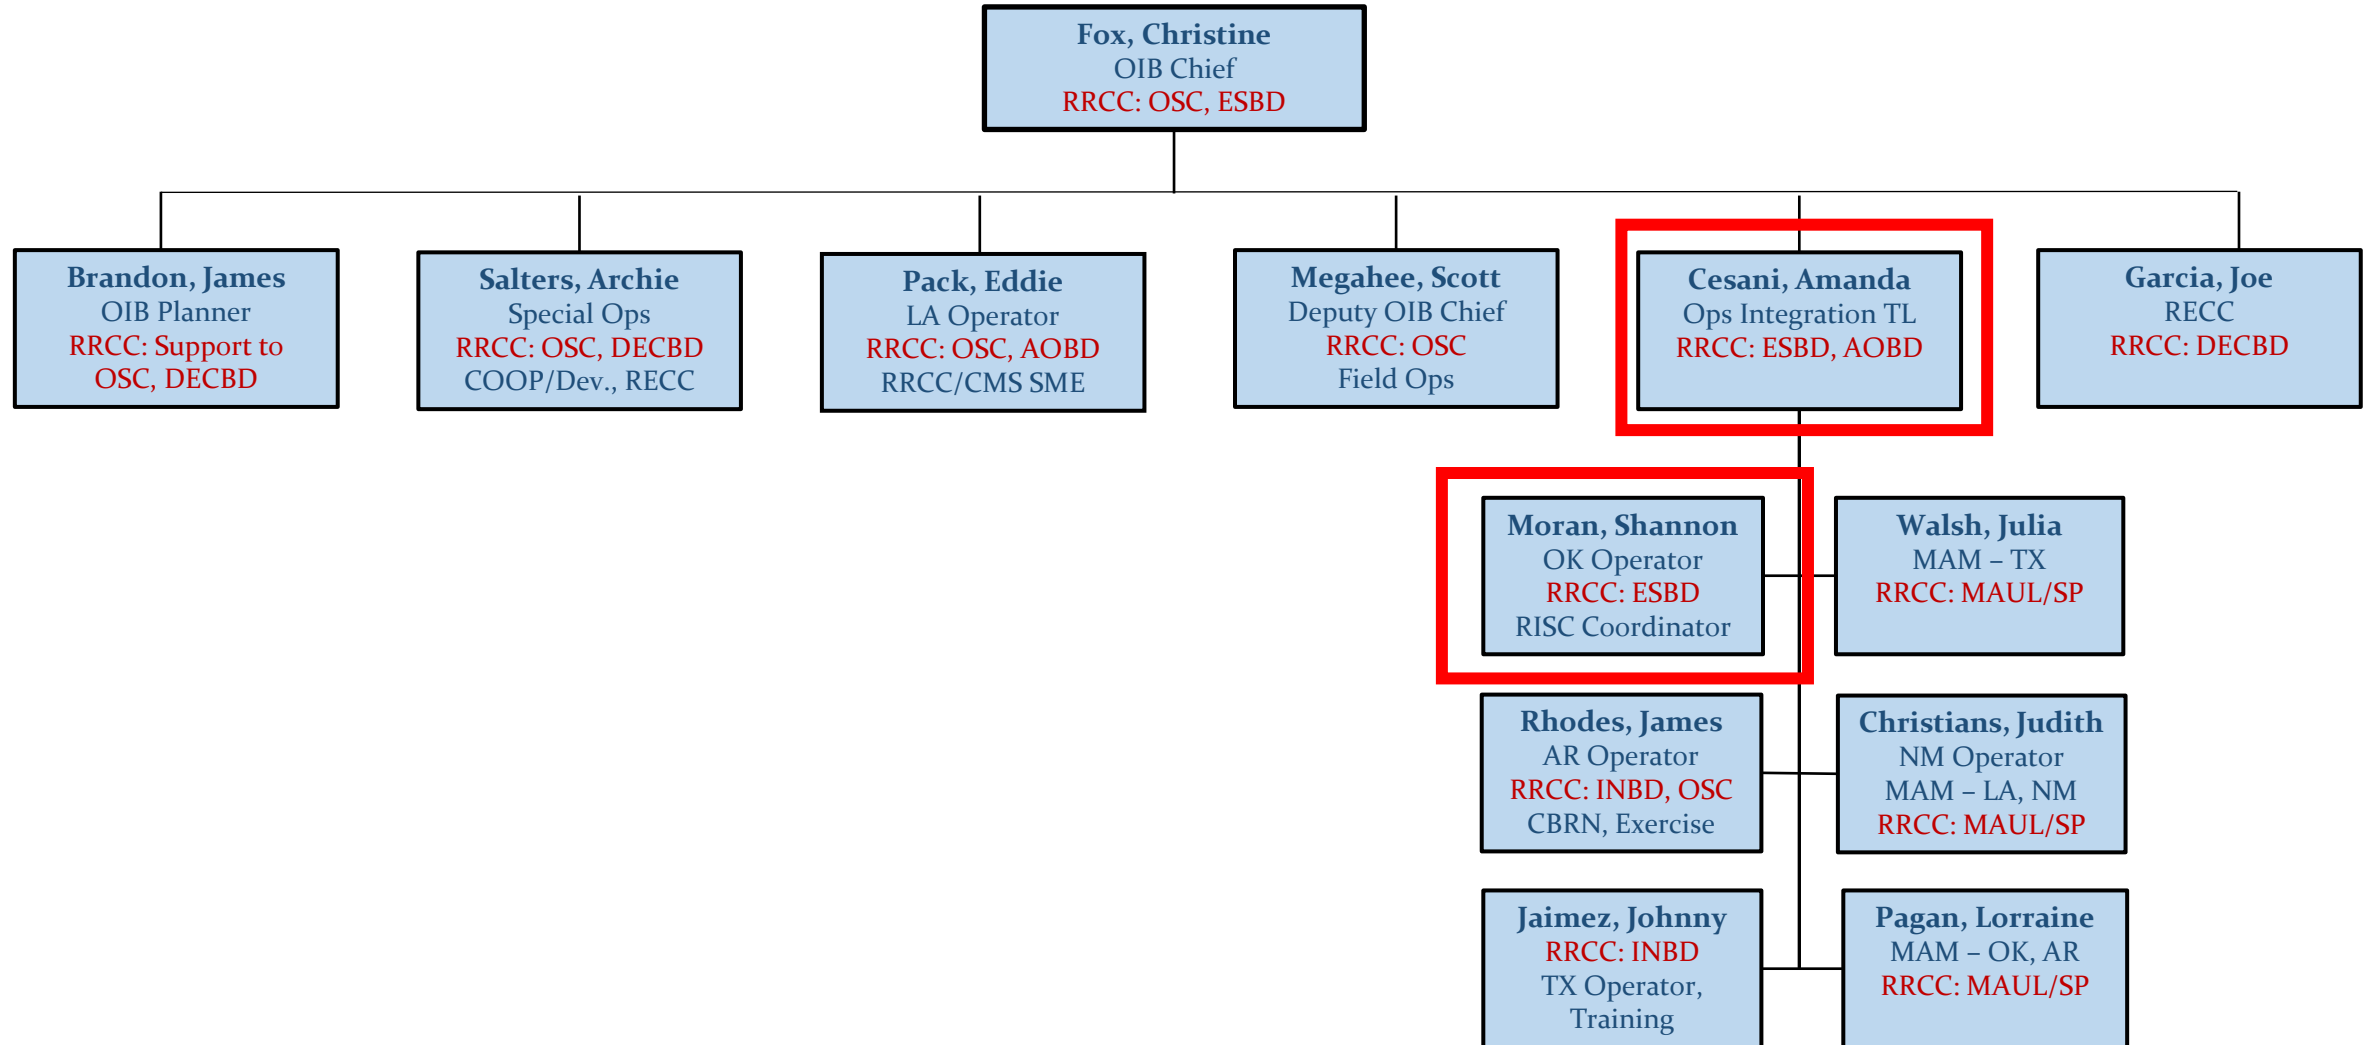 Fox, Christine
OIB Chief
RRCC: OSC, ESBD
Brandon, James
OIB Planner
RRCC: Support to
OSC, DECBD
Salters, Archie
Special Ops
RRCC: OSC, DECBD
COOP/Dev., RECC
Pack, Eddie
LA Operator
RRCC: OSC, AOBD
RRCC/CMS SME
Megahee, Scott
Deputy OIB Chief
RRCC: OSC
Field Ops
Cesani, Amanda
Ops Integration TL
RRCC: ESBD, AOBD
Garcia, Joe
RECC
RRCC: DECBD
Moran, Shannon
OK Operator
RRCC: ESBD
RISC Coordinator
Walsh, Julia
MAM – TX
RRCC: MAUL/SP
Rhodes, James
AR Operator
RRCC: INBD, OSC
CBRN, Exercise
Christians, Judith
NM Operator
MAM – LA, NM
RRCC: MAUL/SP
Jaimez, Johnny
RRCC: INBD
TX Operator,
Training
Pagan, Lorraine
MAM – OK, AR
RRCC: MAUL/SP